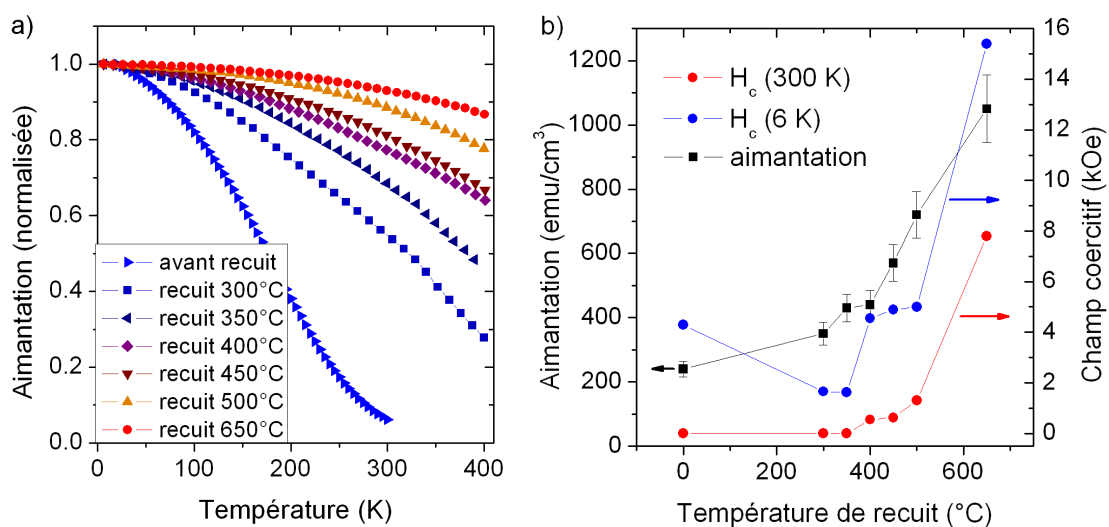 a)
Aimantation (normalisée)
1.0
0.8
0.6
0.4
0.2
0.0
avant recuit
recuit 300°C
recuit 350°C
recuit 400°C
recuit 450°C
recuit 500°C
recuit 650°C
0 100 200 300 400
Température (K)
b)
Aimantation (emu/cm³)
1200
1000
800
600
400
200
0
H_c (300 K)
H_c (6 K)
aimantation
16
14
12
10
8
6
4
2
0
Champ coercitif (kOe)
0 200 400 600
Température de recuit (°C)